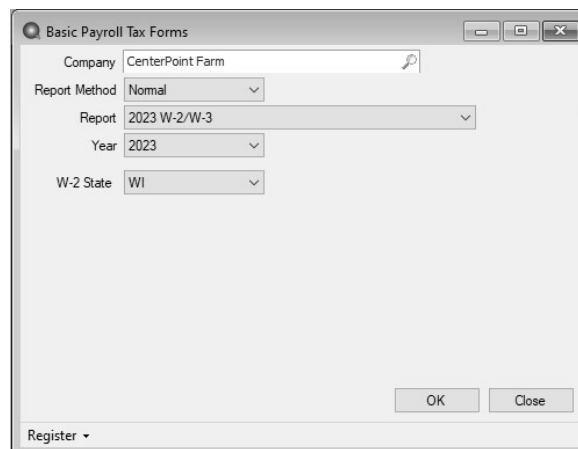 Basic Payroll Tax Forms
Company CenterPoint Farm
Report Method Normal
Report 2023 W-2/W-3
Year 2023
W-2 State WI
OK Close
Register